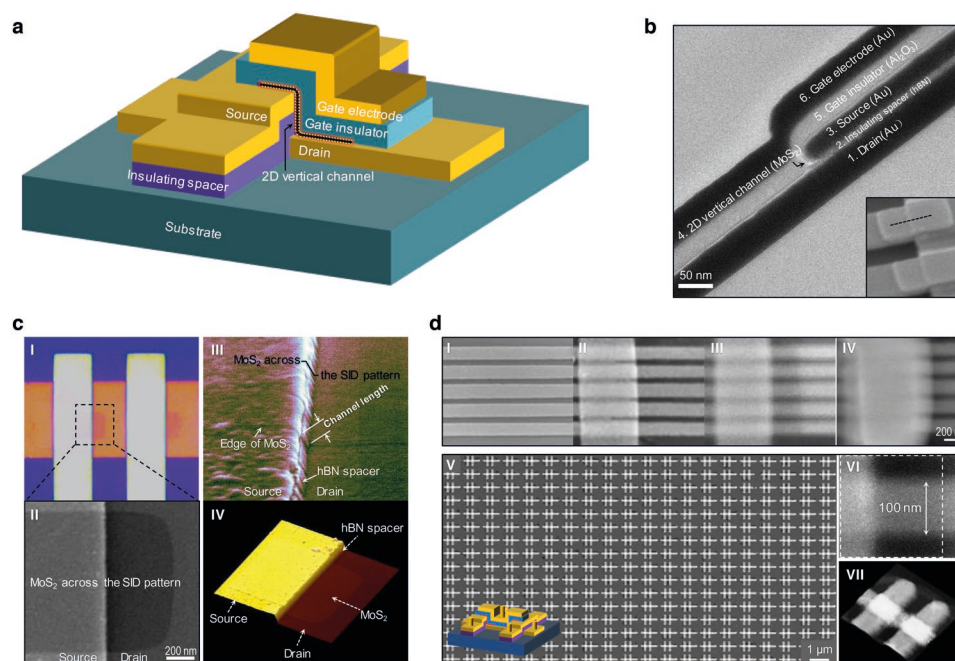 a
Gate electrode
Source
Gate insulator
Drain
2D vertical channel
Insulating spacer
Substrate
b
6. Gate electrode (Au)
5. Gate insulator (Al₂O₃)
3. Source (Au)
2. Insulating spacer (hBN)
1. Drain(Au)
4. 2D vertical channel (MoS₂)
50 nm
c
I
III
MoS₂ across
the SID pattern
Channel length
Edge of MoS₂
hBN spacer
Source
Drain
II
MoS₂ across the SID pattern
Source
Drain
200 nm
IV
hBN spacer
MoS₂
Source
Drain
d
I
II
III
IV
200
V
1 μm
VI
100 nm
VII